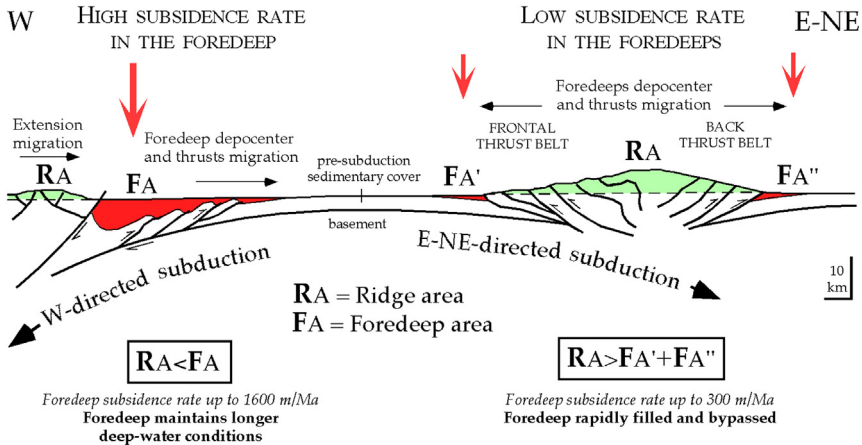 W
HIGH SUBSIDENCE RATE
IN THE FOREDEEP
LOW SUBSIDENCE RATE
IN THE FOREDEEPS
E-NE
Extension
migration
RA
FA
Foredeep depocenter
and thrusts migration
pre-subduction
sedimentary cover
basement
Foredeeps depocenter
and thrusts migration
FRONTAL
THRUST BELT
BACK
THRUST BELT
FA'
RA
FA"
W-directed subduction
E-NE-directed subduction
10
km
RA = Ridge area
FA = Foredeep area
RA<FA
Foredeep subsidence rate up to 1600 m/Ma
Foredeep maintains longer
deep-water conditions
RA>FA'+FA"
Foredeep subsidence rate up to 300 m/Ma
Foredeep rapidly filled and bypassed